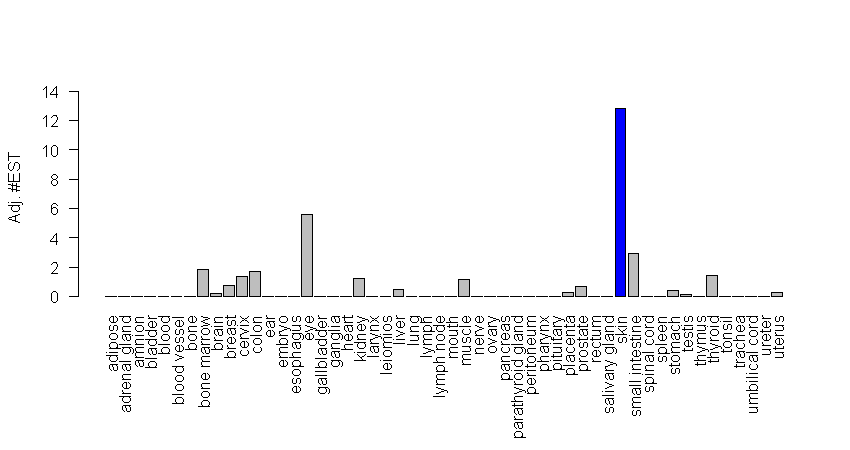 Adj. #EST
14
12
10
8
6
4
2
0
adipose
adrenal gland
amnion
bladder
blood
blood vessel
bone
bone marrow
brain
breast
cervix
colon
ear
embryo
esophagus
eye
gallbladder
ganglia
heart
kidney
larynx
leiomios
liver
lung
lymph
lymph node
mouth
muscle
nerve
ovary
pancreas
parathyroid gland
peritoneum
pharynx
pituitary
placenta
prostate
rectum
salivary gland
skin
small intestine
spinal cord
spleen
stomach
testis
thymus
thyroid
tonsil
trachea
umbilical cord
ureter
uterus